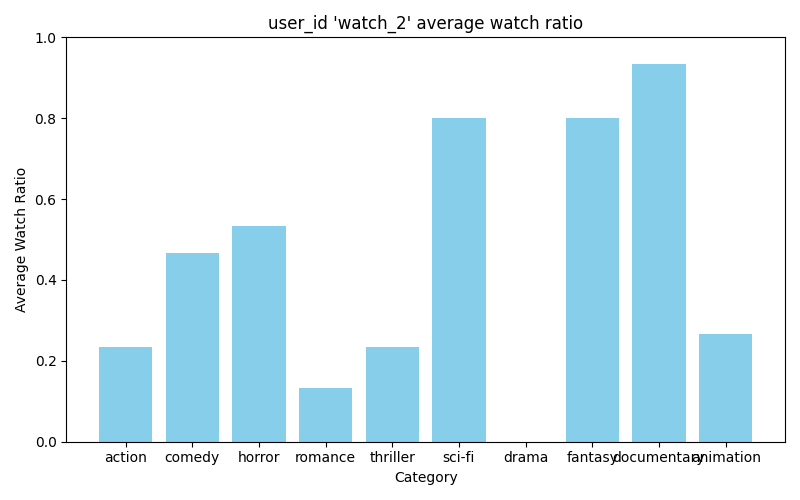 user_id 'watch_2' average watch ratio
1.0
0.8
0.6
0.4
0.2
0.0
Average Watch Ratio
action comedy horror romance thriller sci-fi drama fantasy documentary animation
Category